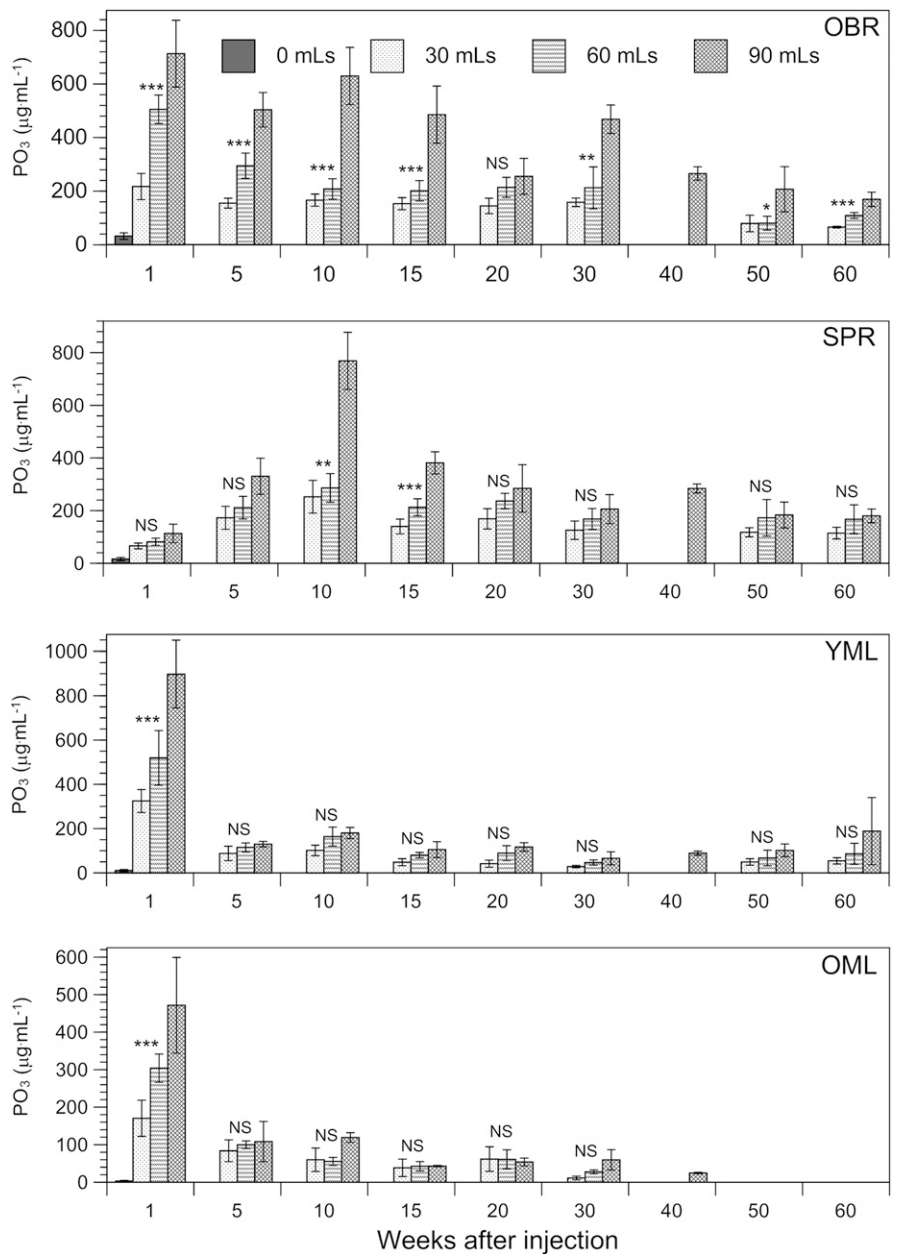 OBR
0 mLs 30 mLs 60 mLs 90 mLs
PO₃ (µg·mL⁻¹)
800
600
400
200
0
*** *** *** *** NS ** * ***
1 5 10 15 20 30 40 50 60
SPR
PO₃ (µg·mL⁻¹)
800
600
400
200
0
NS NS ** *** NS NS NS NS
1 5 10 15 20 30 40 50 60
YML
PO₃ (µg·mL⁻¹)
1000
800
600
400
200
0
*** NS NS NS NS NS NS NS
1 5 10 15 20 30 40 50 60
OML
PO₃ (µg·mL⁻¹)
600
500
400
300
200
100
0
*** NS NS NS NS NS
1 5 10 15 20 30 40 50 60
Weeks after injection